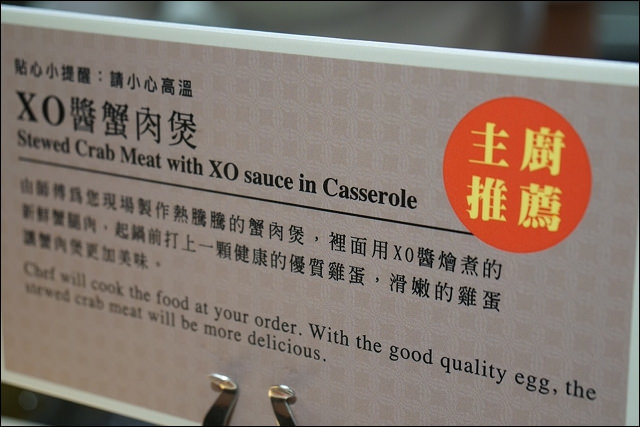 貼心小提醒：請小心高溫
XO醬蟹肉煲
Stewed Crab Meat with XO sauce in Casserole
主廚
推薦
由師傅為您現場製作熱騰騰的蟹肉煲，裡面用XO醬燴煮的
新鮮蟹腿肉，起鍋前打上一顆健康的優質雞蛋，滑嫩的雞蛋
讓蟹肉煲更加美味。
Chef will cook the food at your order. With the good quality egg, the
stewed crab meat will be more delicious.